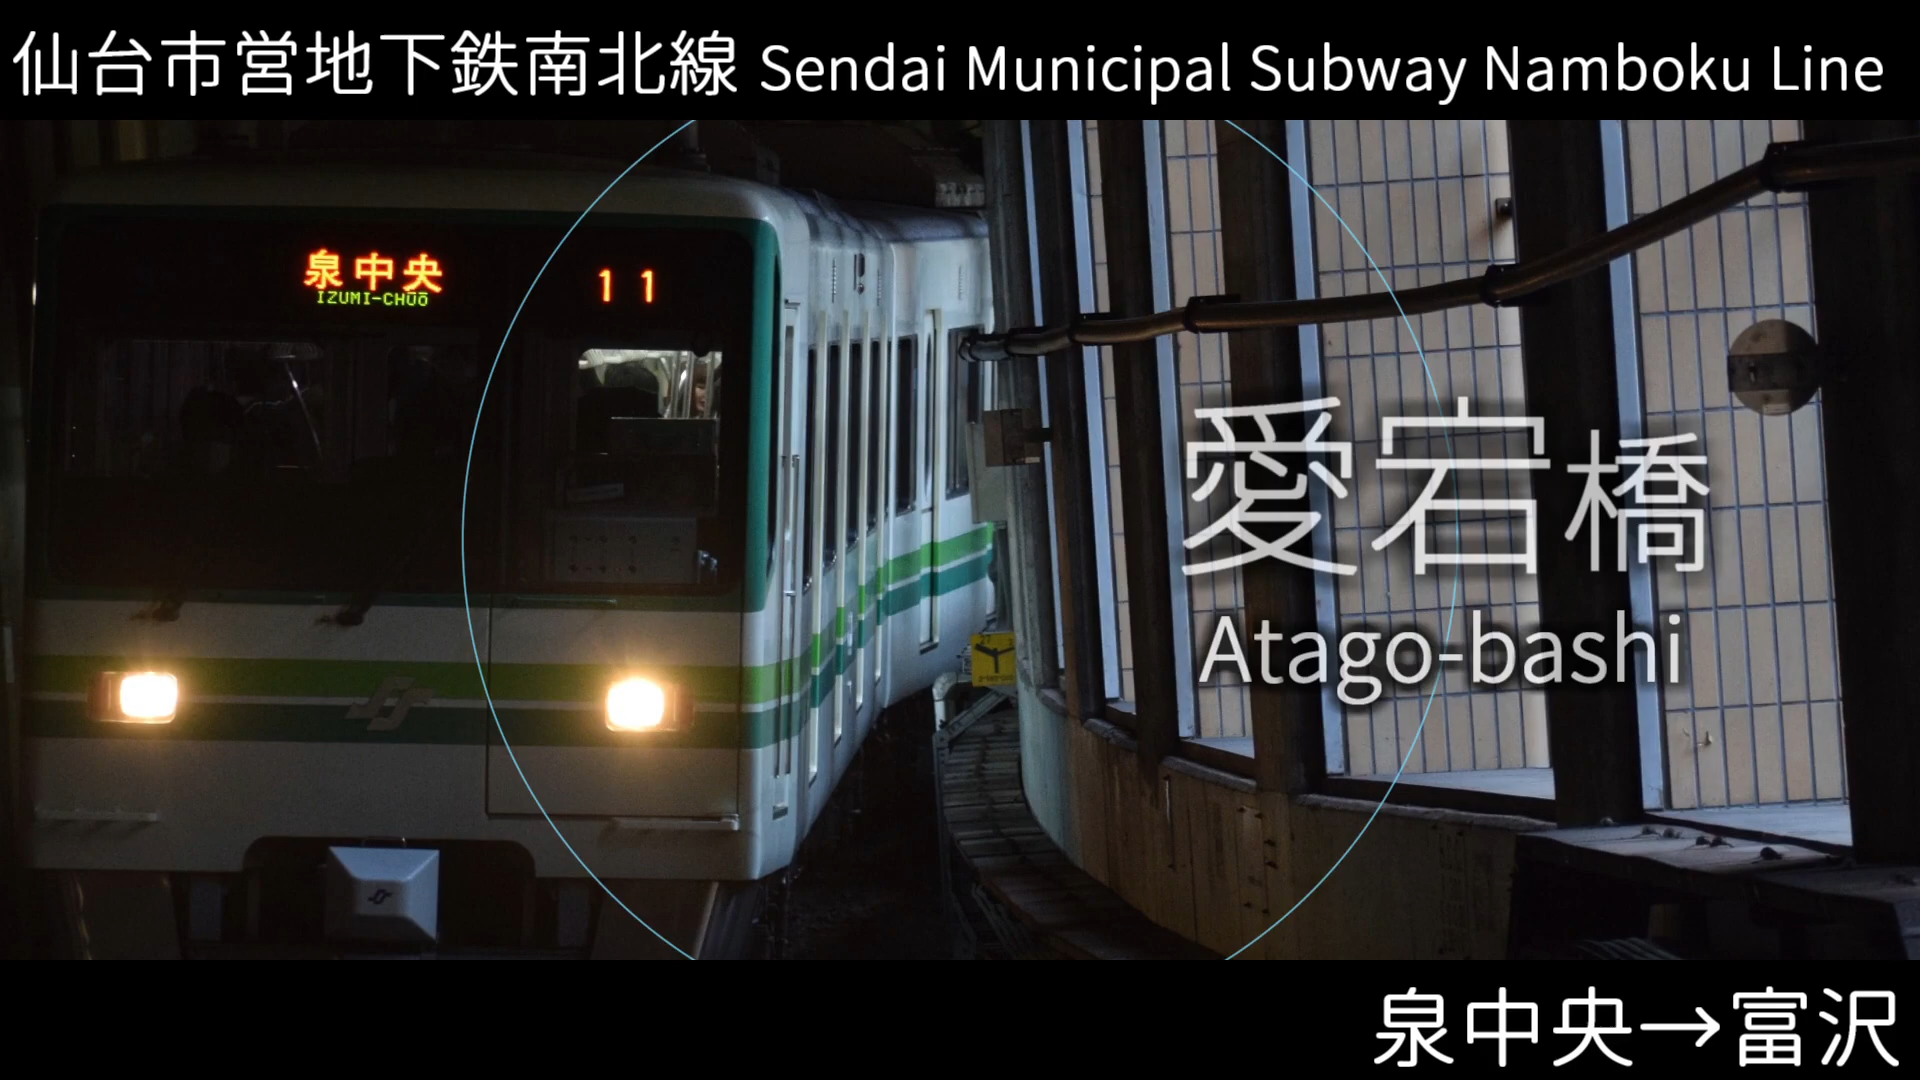 仙台市営地下鉄南北線 Sendai Municipal Subway Namboku Line
泉中央 11
IZUMI-CHŪŌ
愛宕橋
Atago-bashi
27
泉中央→富沢